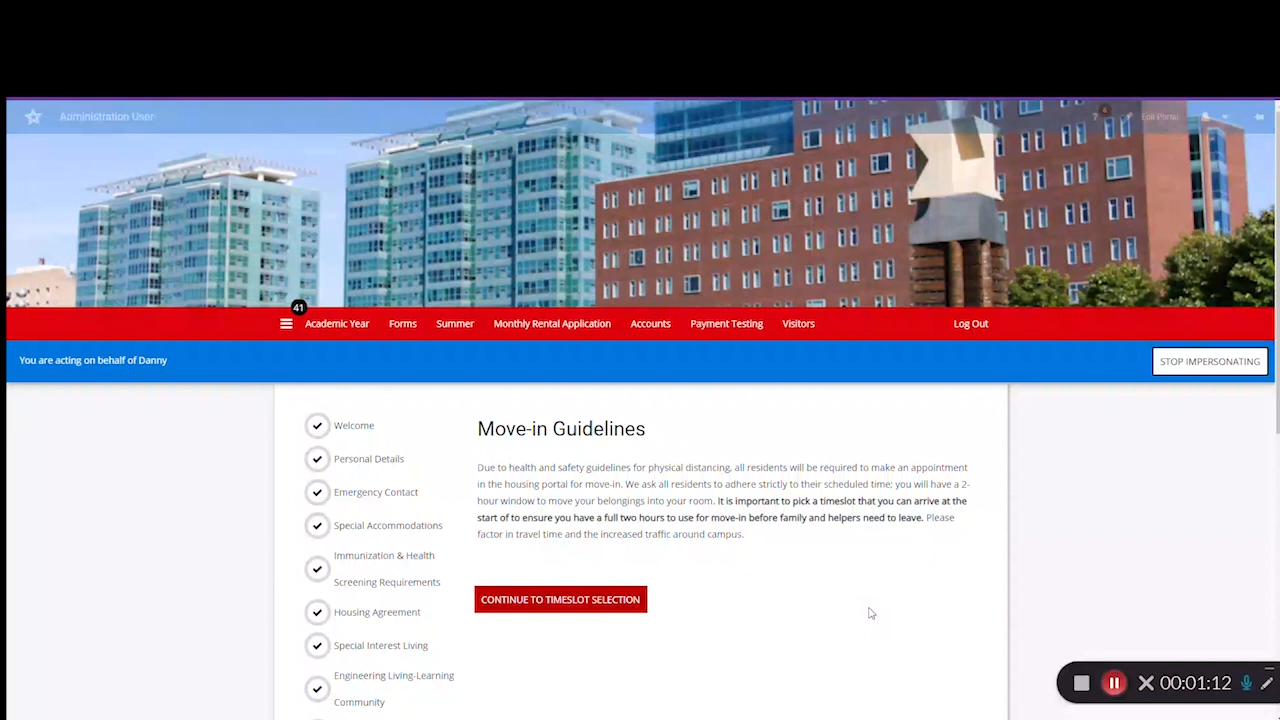 Administration User
? 4 Edit Portal
41
Academic Year Forms Summer Monthly Rental Application Accounts Payment Testing Visitors Log Out
You are acting on behalf of Danny
STOP IMPERSONATING
Welcome
Personal Details
Emergency Contact
Special Accommodations
Immunization & Health
Screening Requirements
Housing Agreement
Special Interest Living
Engineering Living-Learning
Community
Move-in Guidelines
Due to health and safety guidelines for physical distancing, all residents will be required to make an appointment
in the housing portal for move-in. We ask all residents to adhere strictly to their scheduled time; you will have a 2-
hour window to move your belongings into your room. It is important to pick a timeslot that you can arrive at the
start of to ensure you have a full two hours to use for move-in before family and helpers need to leave. Please
factor in travel time and the increased traffic around campus.
CONTINUE TO TIMESLOT SELECTION
00:01:12